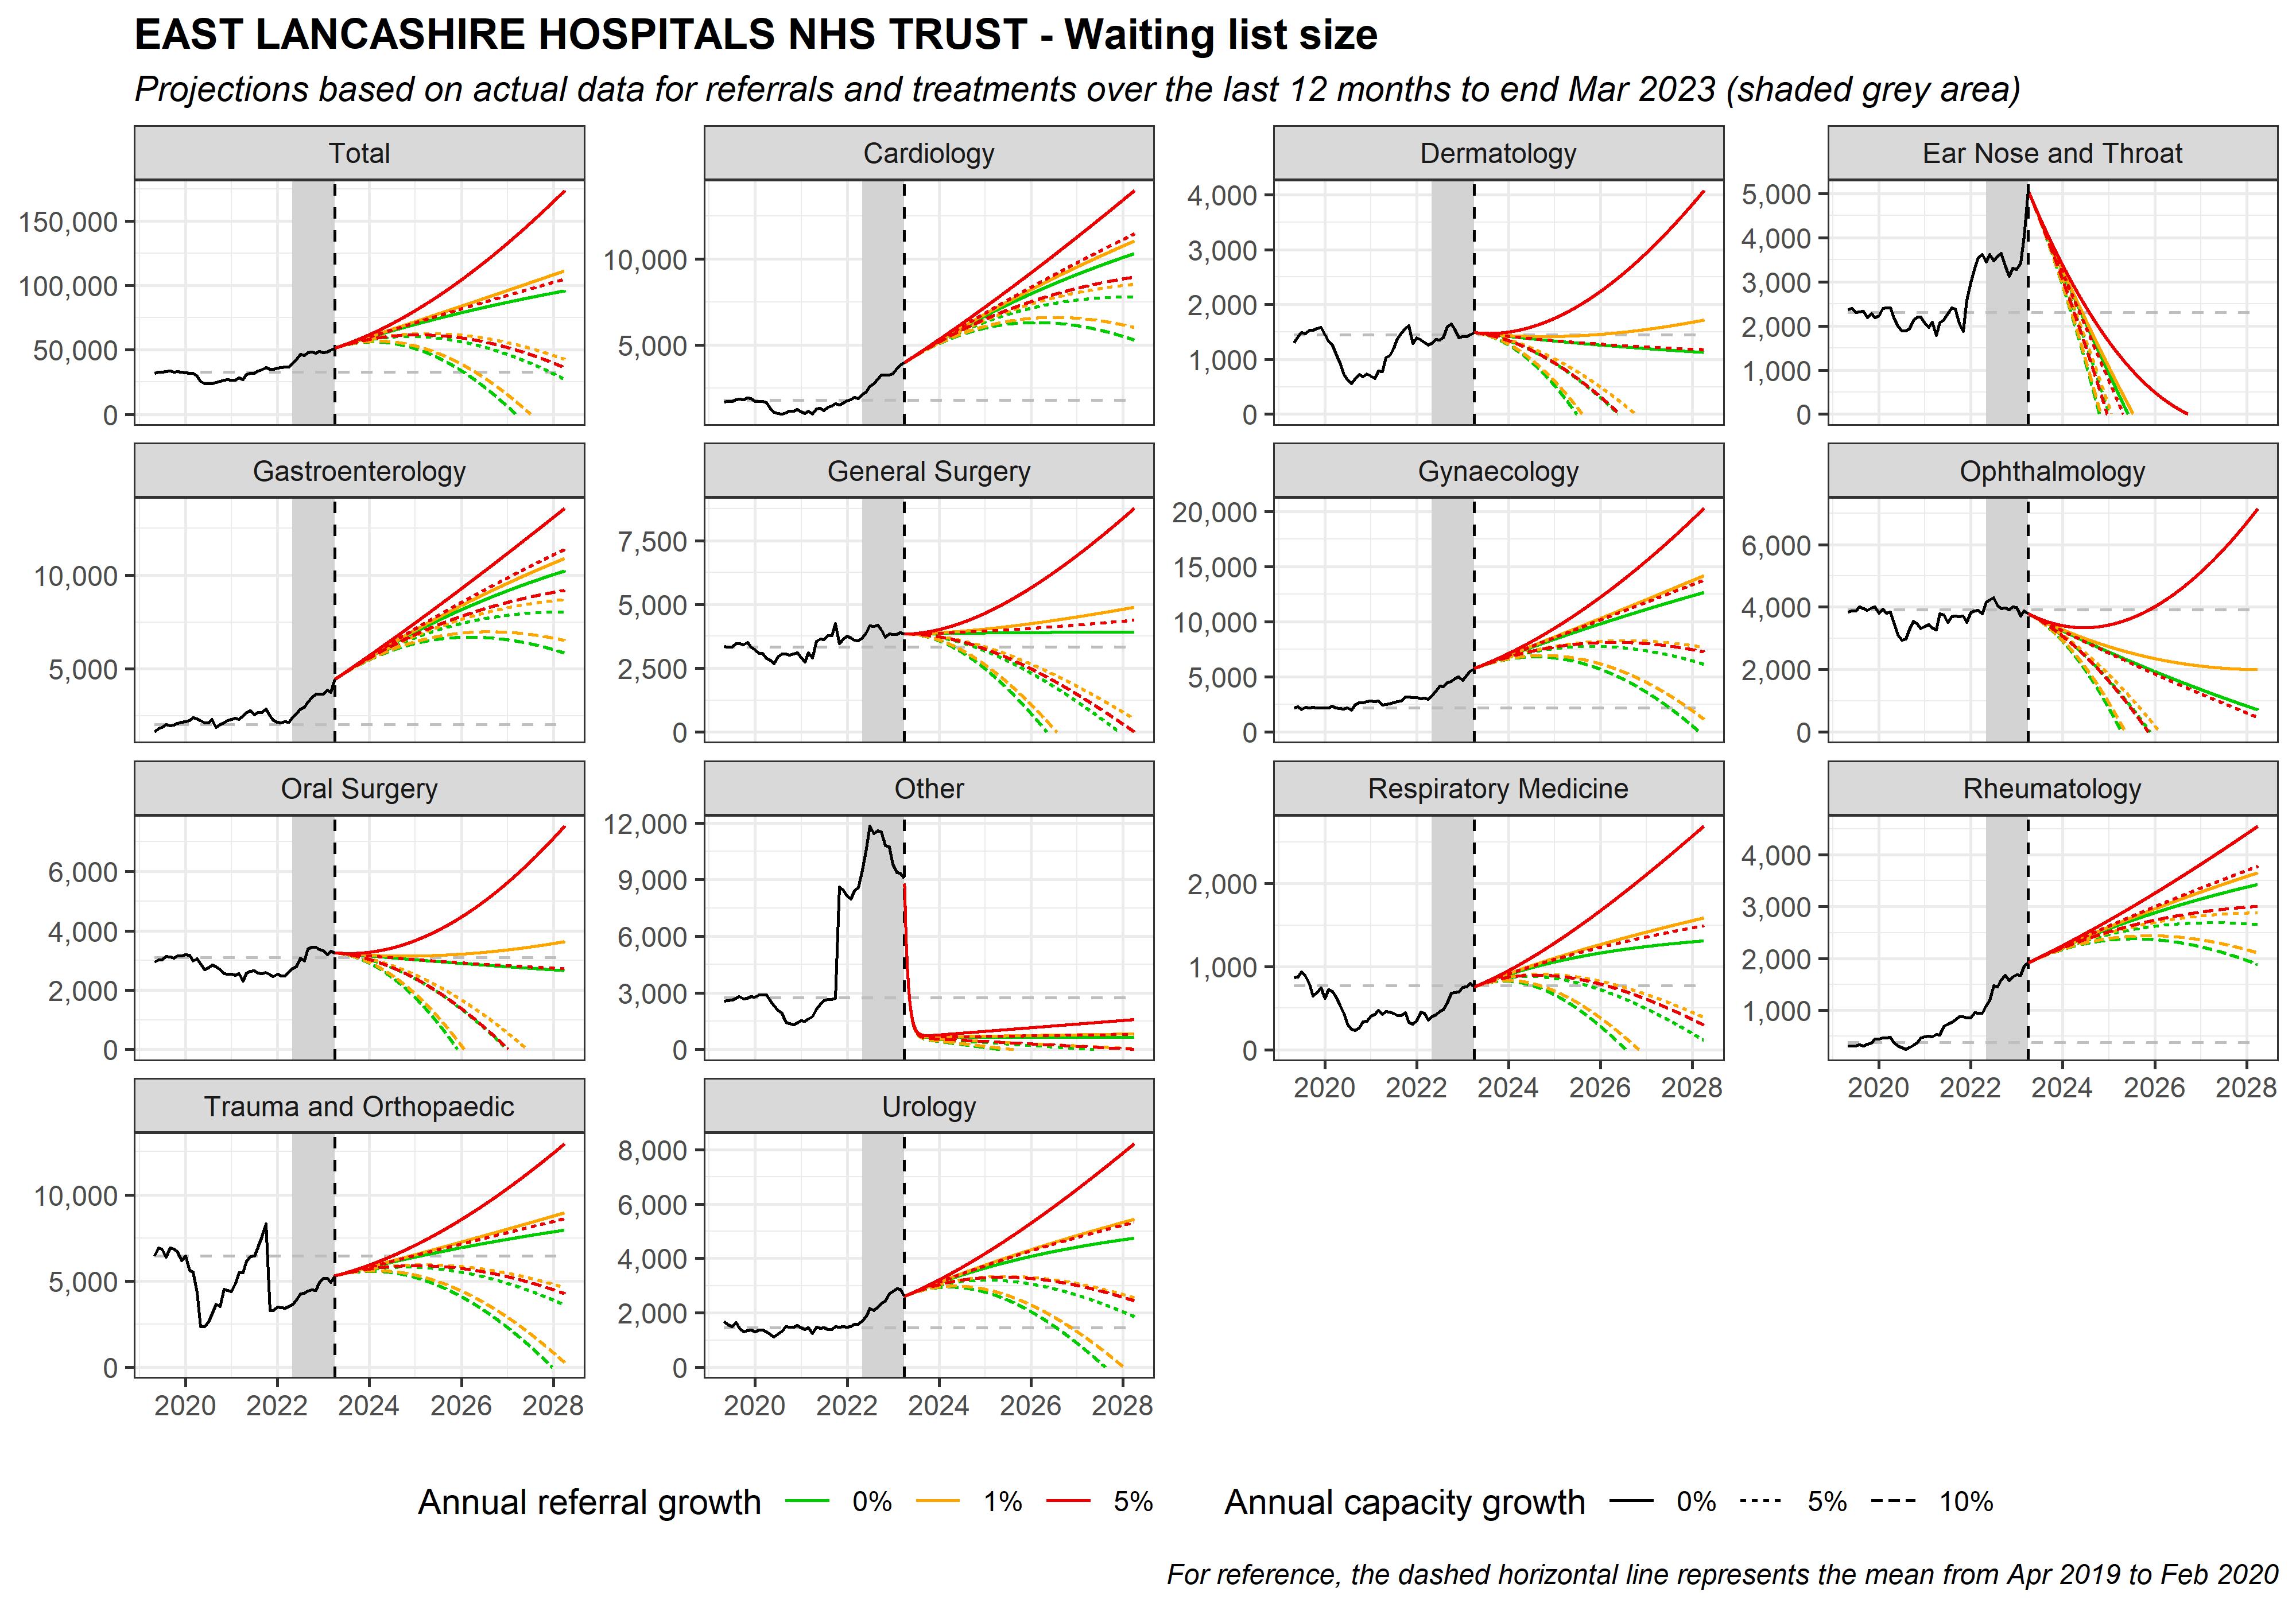 EAST LANCASHIRE HOSPITALS NHS TRUST - Waiting list size
Projections based on actual data for referrals and treatments over the last 12 months to end Mar 2023 (shaded grey area)
Total
150,000
100,000
50,000
0
Cardiology
10,000
5,000
Dermatology
4,000
3,000
2,000
1,000
0
Ear Nose and Throat
5,000
4,000
3,000
2,000
1,000
0
Gastroenterology
10,000
5,000
General Surgery
7,500
5,000
2,500
0
Gynaecology
20,000
15,000
10,000
5,000
0
Ophthalmology
6,000
4,000
2,000
0
Oral Surgery
6,000
4,000
2,000
0
Other
12,000
9,000
6,000
3,000
0
Respiratory Medicine
2,000
1,000
0
2020 2022 2024 2026 2028
Rheumatology
4,000
3,000
2,000
1,000
2020 2022 2024 2026 2028
Trauma and Orthopaedic
10,000
5,000
0
2020 2022 2024 2026 2028
Urology
8,000
6,000
4,000
2,000
0
2020 2022 2024 2026 2028
Annual referral growth 0% 1% 5% Annual capacity growth 0% 5% 10%
For reference, the dashed horizontal line represents the mean from Apr 2019 to Feb 2020